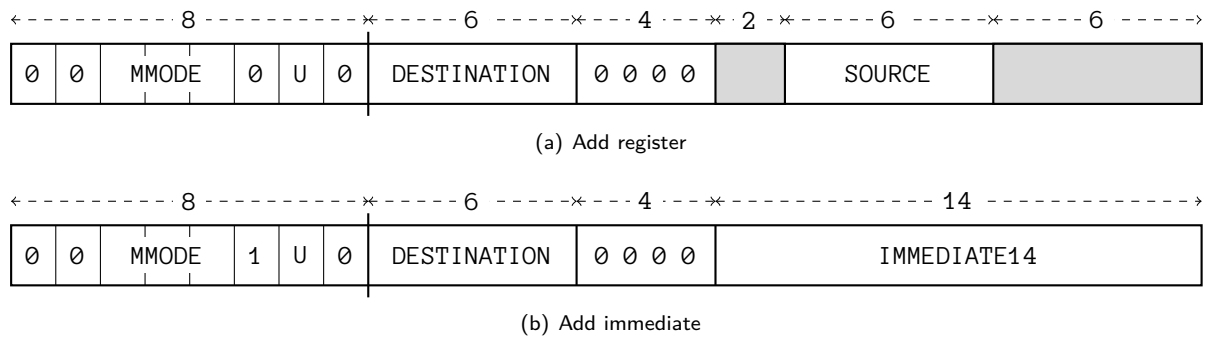 8 6 4 2 6 6
0 0 MMODE 0 U 0 DESTINATION 0 0 0 0 SOURCE
(a) Add register
8 6 4 14
0 0 MMODE 1 U 0 DESTINATION 0 0 0 0 IMMEDIATE14
(b) Add immediate